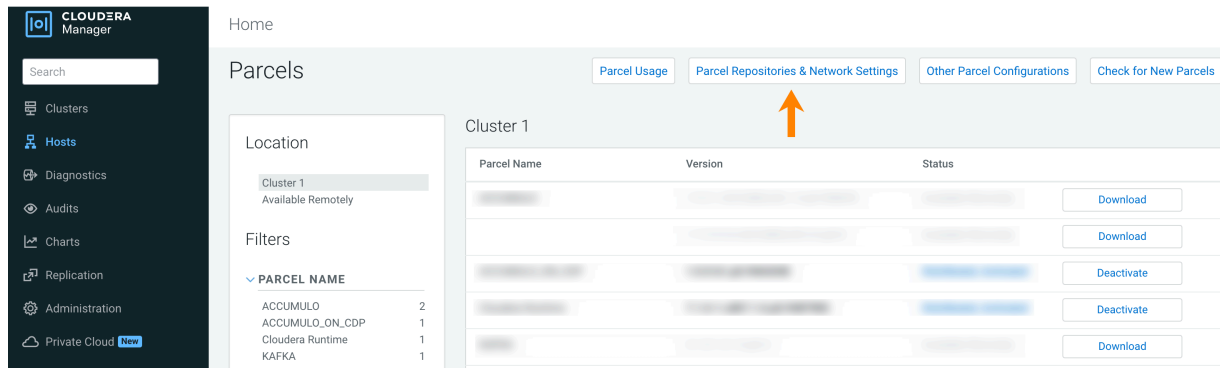 CLOUDERA
Manager
Search
Clusters
Hosts
Diagnostics
Audits
Charts
Replication
Administration
Private Cloud New
Home
Parcels
Parcel Usage
Parcel Repositories & Network Settings
Other Parcel Configurations
Check for New Parcels
Location
Cluster 1
Available Remotely
Filters
PARCEL NAME
ACCUMULO 2
ACCUMULO_ON_CDP 1
Cloudera Runtime 1
KAFKA 1
Cluster 1
Parcel Name Version Status
Download
Download
Deactivate
Deactivate
Download